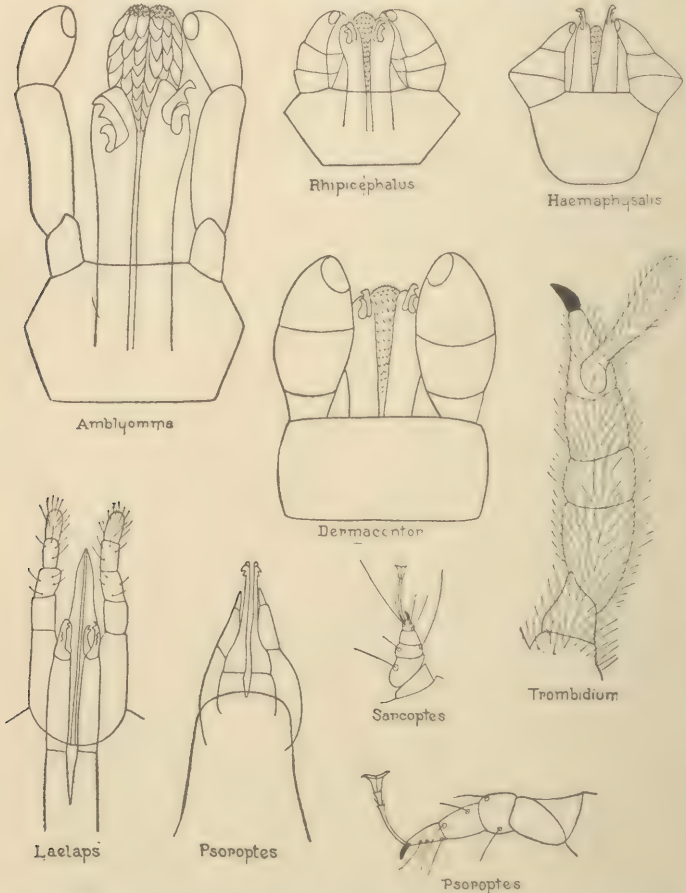 Rhipicephalus
Haemaphysalis
Amblyomma
Dermacentor
Trombidium
Sarcoptes
Laelaps
Psoroptes
Psoroptes